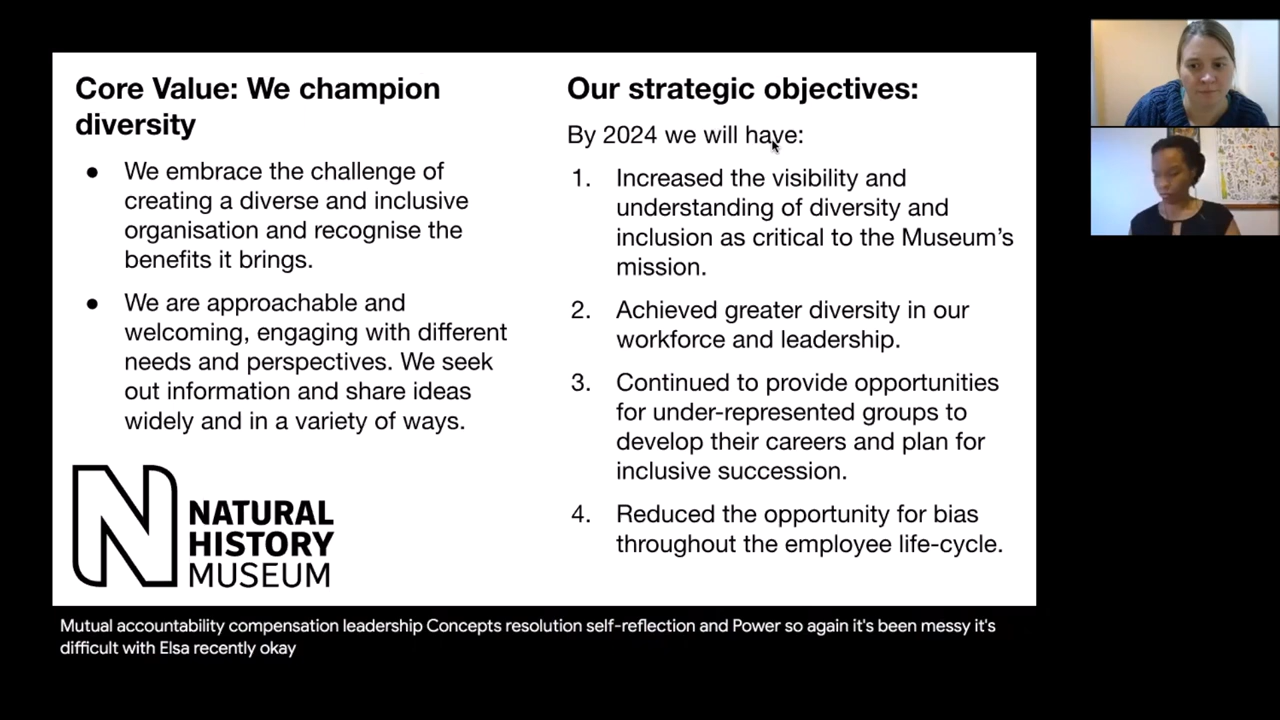 Core Value: We champion
diversity
● We embrace the challenge of
creating a diverse and inclusive
organisation and recognise the
benefits it brings.
● We are approachable and
welcoming, engaging with different
needs and perspectives. We seek
out information and share ideas
widely and in a variety of ways.
N NATURAL
HISTORY
MUSEUM
Our strategic objectives:
By 2024 we will have:
1. Increased the visibility and
understanding of diversity and
inclusion as critical to the Museum’s
mission.
2. Achieved greater diversity in our
workforce and leadership.
3. Continued to provide opportunities
for under-represented groups to
develop their careers and plan for
inclusive succession.
4. Reduced the opportunity for bias
throughout the employee life-cycle.
Mutual accountability compensation leadership Concepts resolution self-reflection and Power so again it's been messy it's
difficult with Elsa recently okay